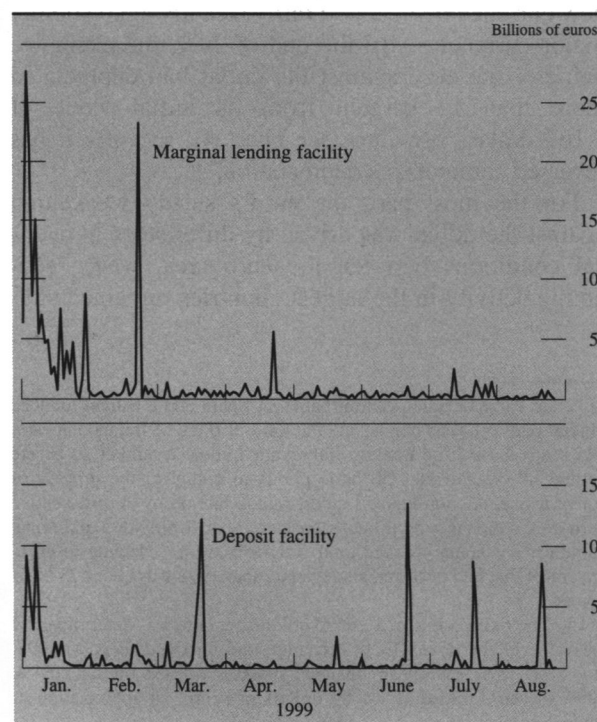 Billions of euros
25
Marginal lending facility
20
15
10
5
15
Deposit facility
10
5
Jan. Feb. Mar. Apr. May June July Aug.
1999